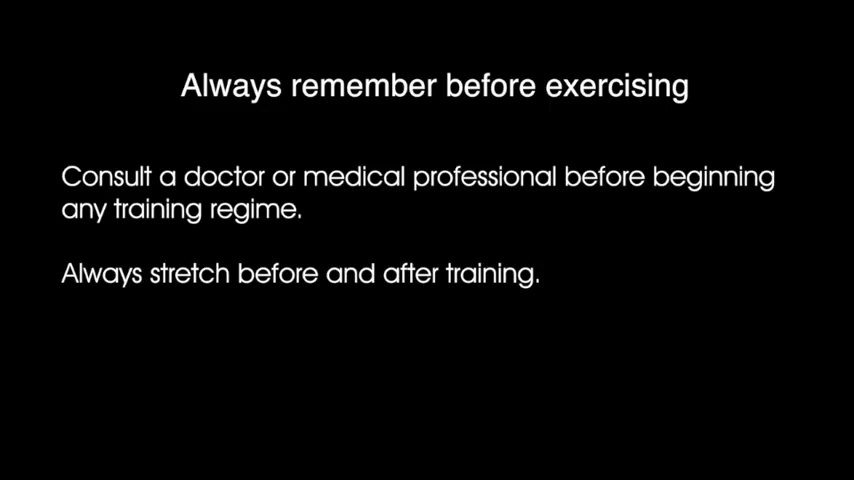 Always remember before exercising
Consult a doctor or medical professional before beginning
any training regime.
Always stretch before and after training.